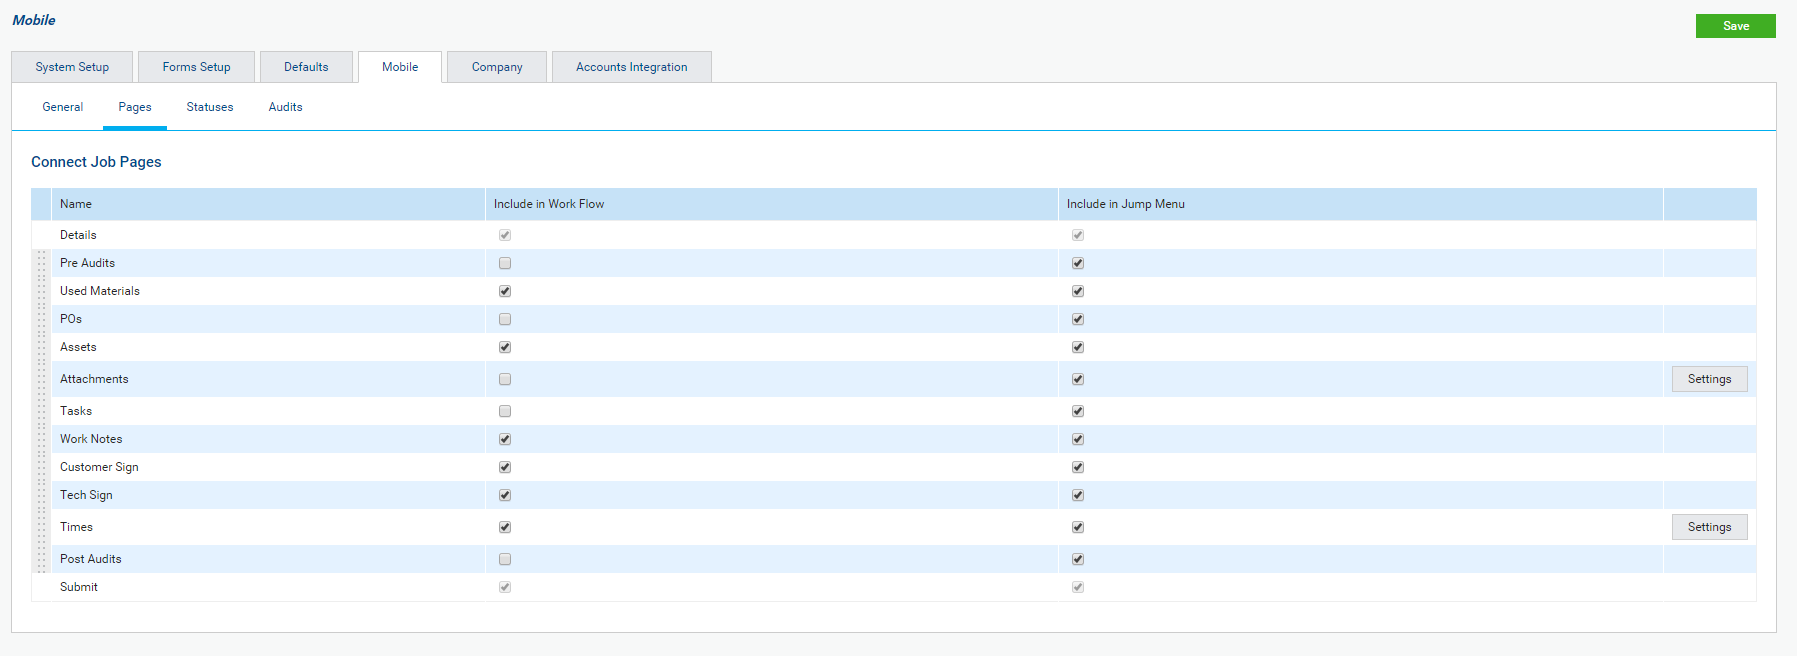 Mobile
Save
System Setup Forms Setup Defaults Mobile Company Accounts Integration
General Pages Statuses Audits
Connect Job Pages
Name Include in Work Flow Include in Jump Menu
Details
Pre Audits
Used Materials
POs
Assets
Attachments Settings
Tasks
Work Notes
Customer Sign
Tech Sign
Times Settings
Post Audits
Submit